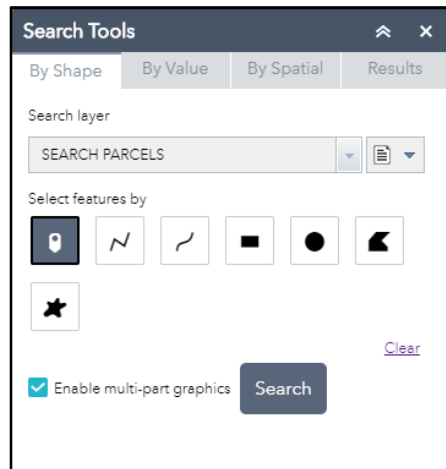 Search Tools
By Shape By Value By Spatial Results
Search layer
SEARCH PARCELS
Select features by
Clear
Enable multi-part graphics Search